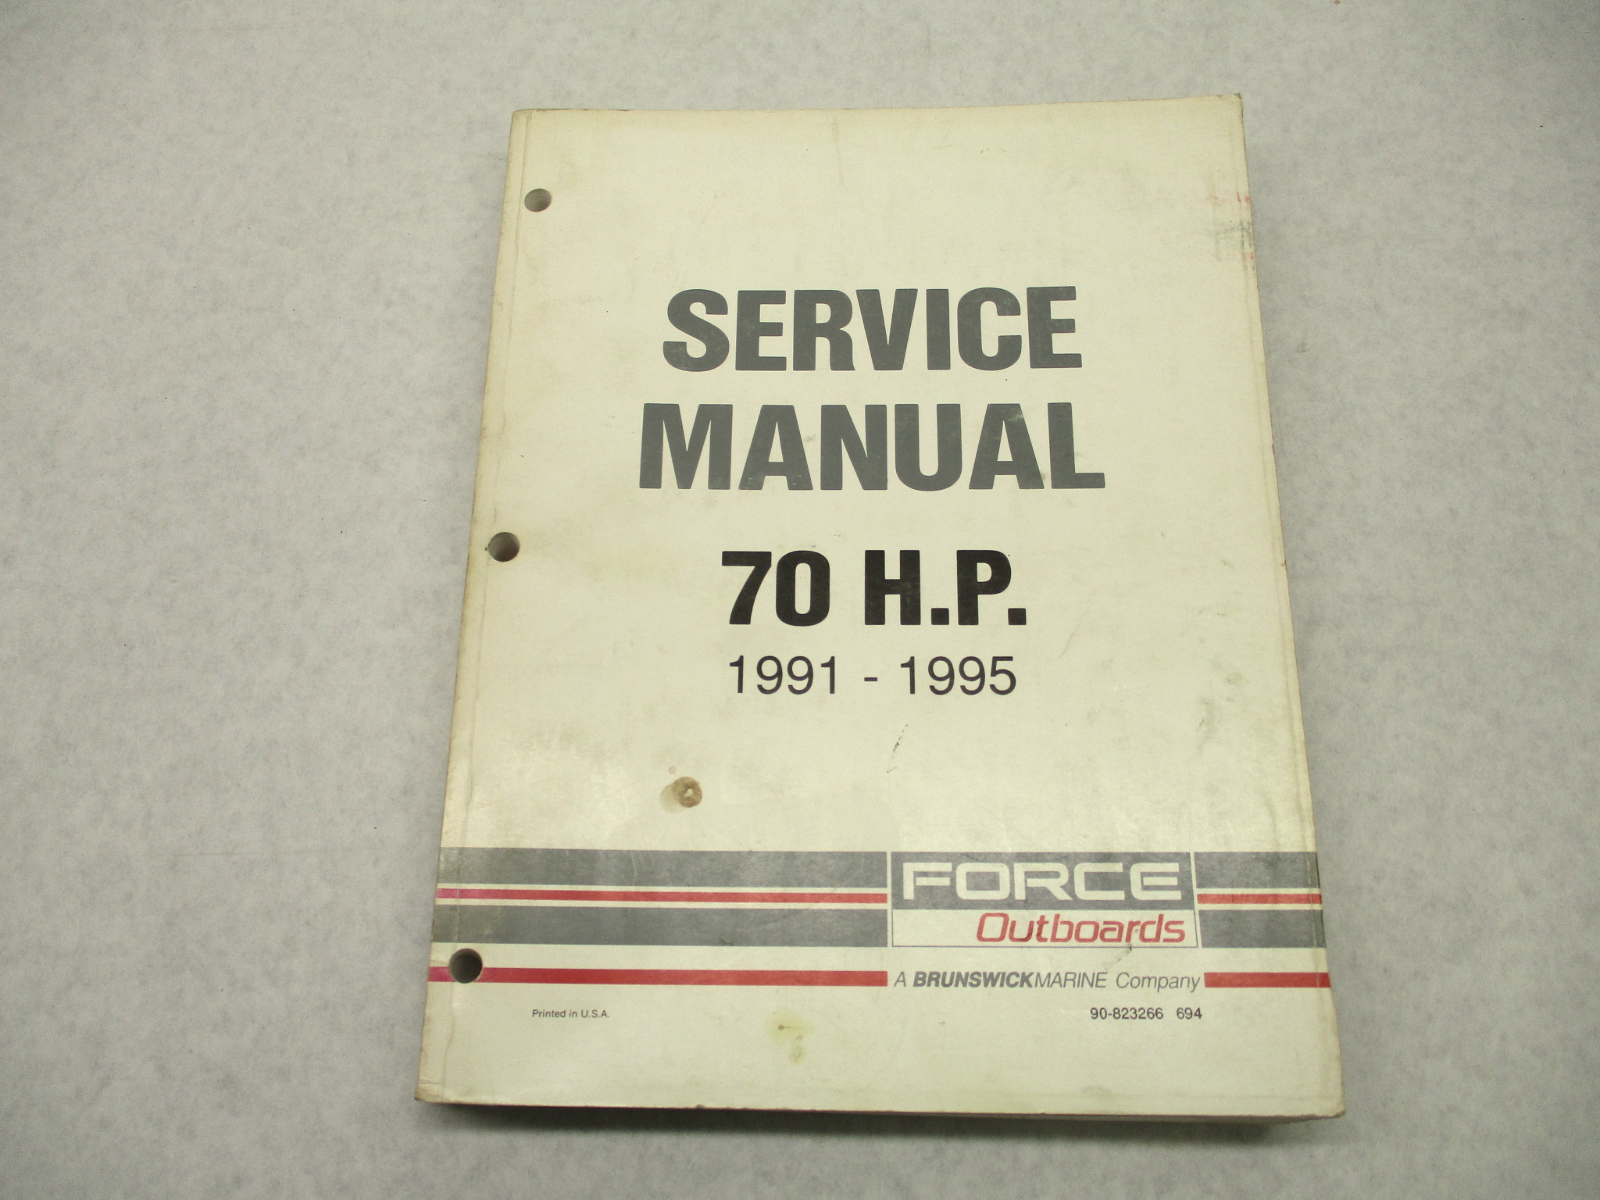 SERVICE
MANUAL
70 H.P.
1991 - 1995
FORCE
Outboards
A BRUNSWICK MARINE Company
Printed in U.S.A.
90-823266 694